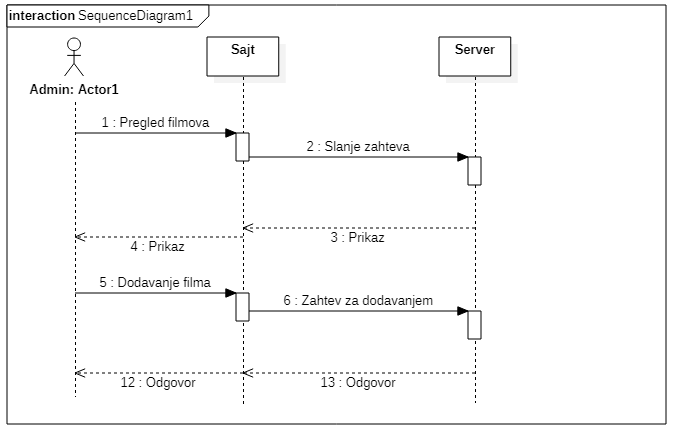 interaction SequenceDiagram1
Sajt
Server
Admin: Actor1
1 : Pregled filmova
2 : Slanje zahteva
3 : Prikaz
4 : Prikaz
5 : Dodavanje filma
6 : Zahtev za dodavanjem
12 : Odgovor
13 : Odgovor